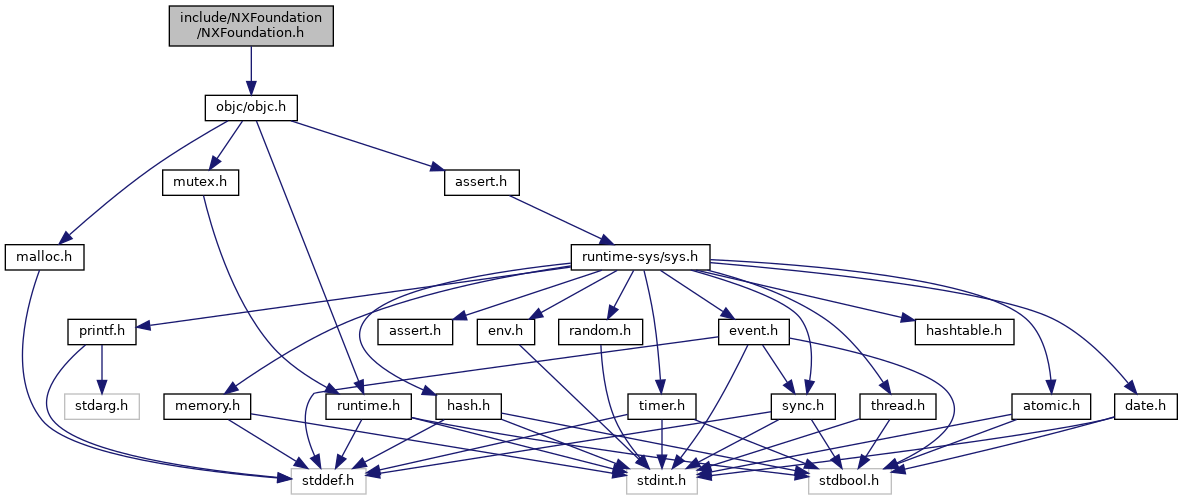 include/NXFoundation
/NXFoundation.h
objc/objc.h
mutex.h
assert.h
malloc.h
runtime-sys/sys.h
printf.h
assert.h
env.h
random.h
event.h
hashtable.h
stdarg.h
memory.h
runtime.h
hash.h
timer.h
sync.h
thread.h
atomic.h
date.h
stddef.h
stdint.h
stdbool.h